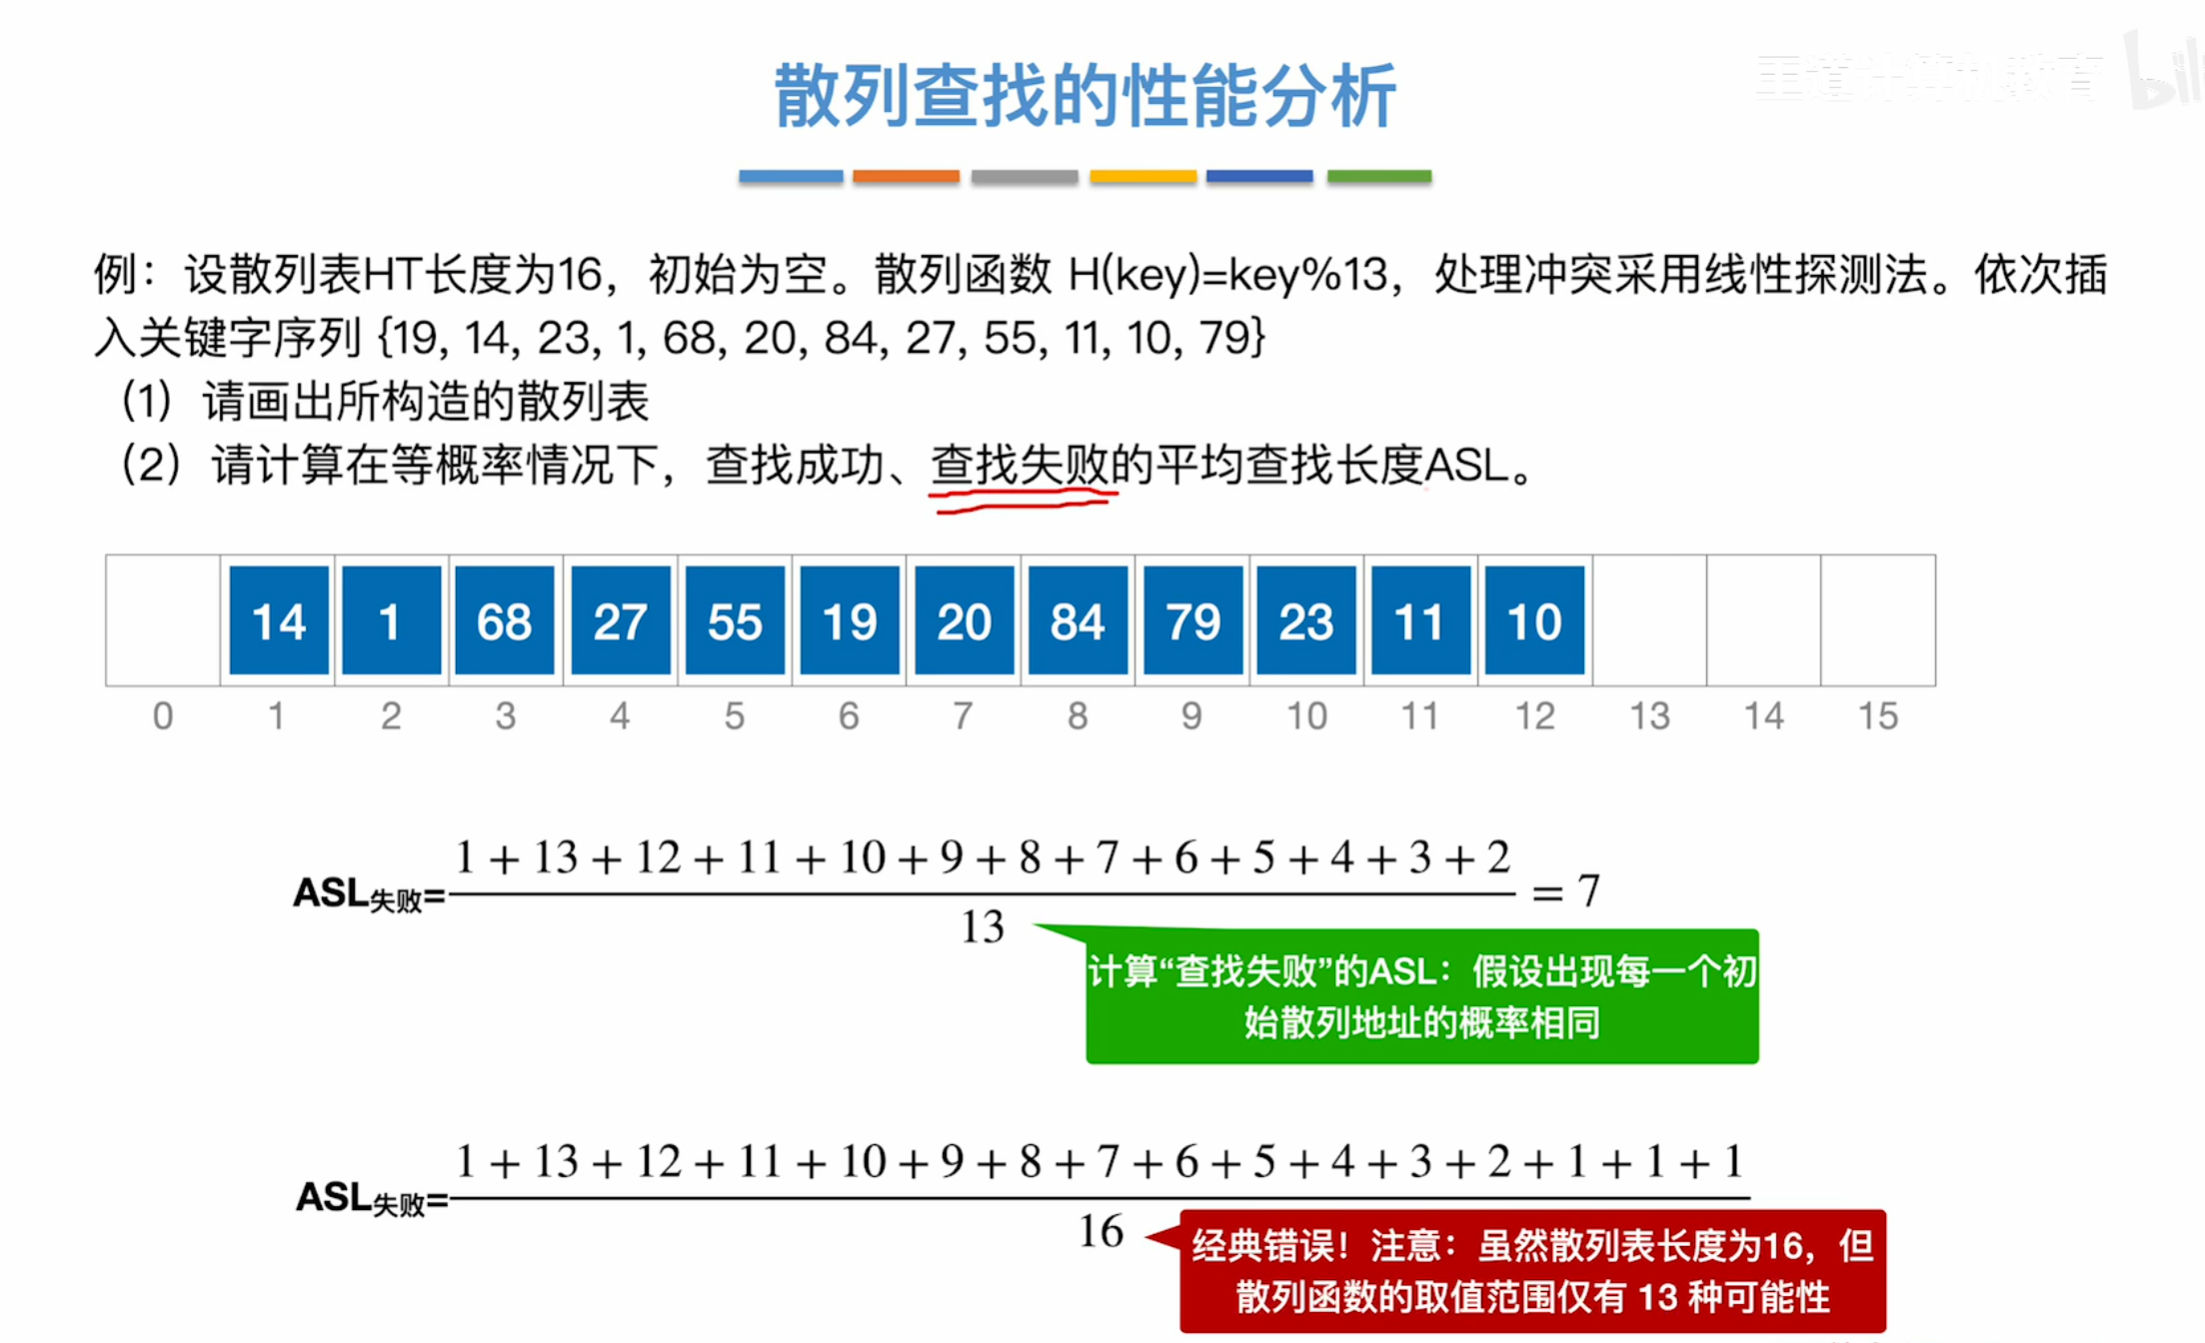 王道计算机教育
散列查找的性能分析
例：设散列表HT长度为16，初始为空。散列函数 H(key)=key%13，处理冲突采用线性探测法。依次插
入关键字序列 {19, 14, 23, 1, 68, 20, 84, 27, 55, 11, 10, 79}
（1）请画出所构造的散列表
（2）请计算在等概率情况下，查找成功、查找失败的平均查找长度ASL。
14 1 68 27 55 19 20 84 79 23 11 10
0 1 2 3 4 5 6 7 8 9 10 11 12 13 14 15
1 + 13 + 12 + 11 + 10 + 9 + 8 + 7 + 6 + 5 + 4 + 3 + 2
ASL失败= = 7
13
计算“查找失败”的ASL：假设出现每一个初
始散列地址的概率相同
1 + 13 + 12 + 11 + 10 + 9 + 8 + 7 + 6 + 5 + 4 + 3 + 2 + 1 + 1 + 1
ASL失败=
16
经典错误！注意：虽然散列表长度为16，但
散列函数的取值范围仅有 13 种可能性